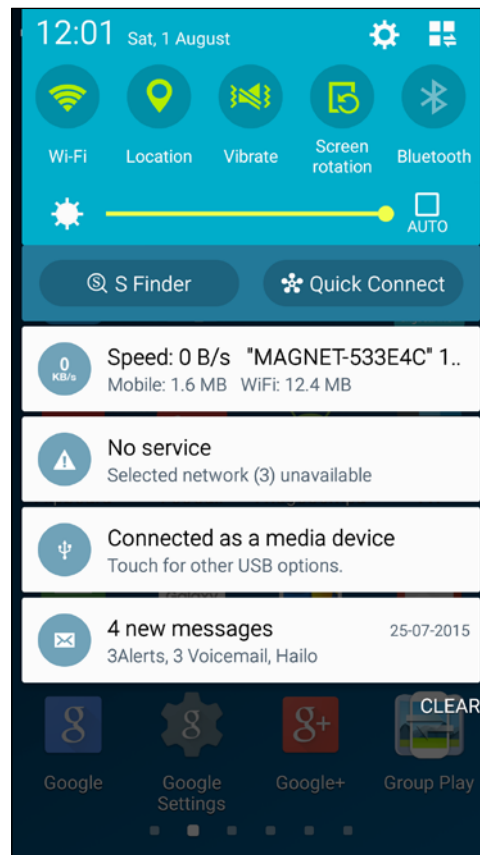 12:01 Sat, 1 August
Wi-Fi Location Vibrate Screen rotation Bluetooth
AUTO
S Finder Quick Connect
0 KB/s
Speed: 0 B/s "MAGNET-533E4C" 1..
Mobile: 1.6 MB WiFi: 12.4 MB
No service
Selected network (3) unavailable
Connected as a media device
Touch for other USB options.
4 new messages 25-07-2015
3Alerts, 3 Voicemail, Hailo
CLEAR
g g g+
Google Google Settings Google+ Group Play